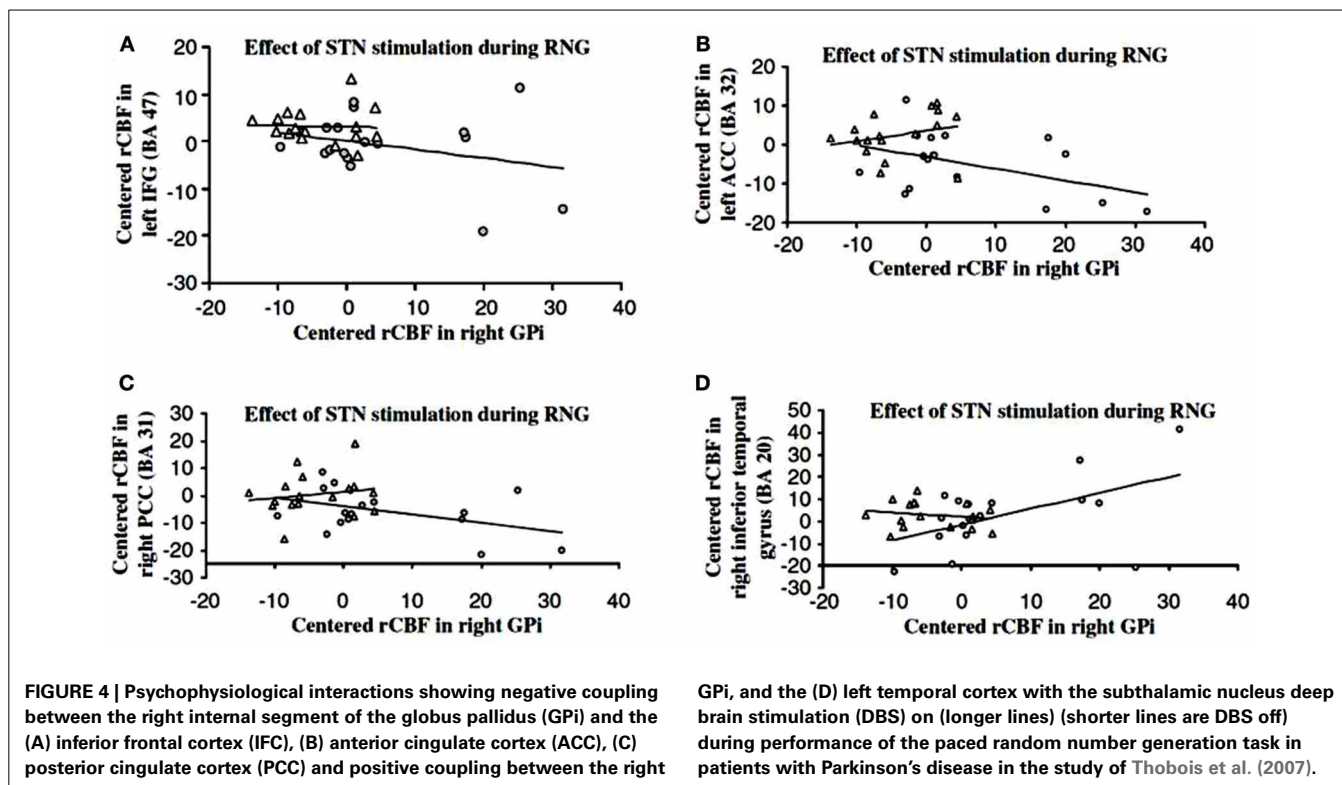 A
Effect of STN stimulation during RNG
Centered rCBF in
left IFG (BA 47)
20
10
0
-10
-20
-30
-20
-10
0
10
20
30
40
Centered rCBF in right GPi
B
Effect of STN stimulation during RNG
Centered rCBF in
left ACC (BA 32)
20
10
0
-10
-20
-20
-10
0
10
20
30
40
Centered rCBF in right GPi
C
Effect of STN stimulation during RNG
Centered rCBF in
right PCC (BA 31)
30
20
10
0
-10
-20
-30
-20
-10
0
10
20
30
40
Centered rCBF in right GPi
D
Effect of STN stimulation during RNG
Centered rCBF in
right inferior temporal
gyrus (BA 20)
50
40
30
20
10
0
-10
-20
-30
-20
-10
0
10
20
30
40
Centered rCBF in right GPi
FIGURE 4 | Psychophysiological interactions showing negative coupling
between the right internal segment of the globus pallidus (GPi) and the
(A) inferior frontal cortex (IFC), (B) anterior cingulate cortex (ACC), (C)
posterior cingulate cortex (PCC) and positive coupling between the right
GPi, and the (D) left temporal cortex with the subthalamic nucleus deep
brain stimulation (DBS) on (longer lines) (shorter lines are DBS off)
during performance of the paced random number generation task in
patients with Parkinson's disease in the study of Thobois et al. (2007).